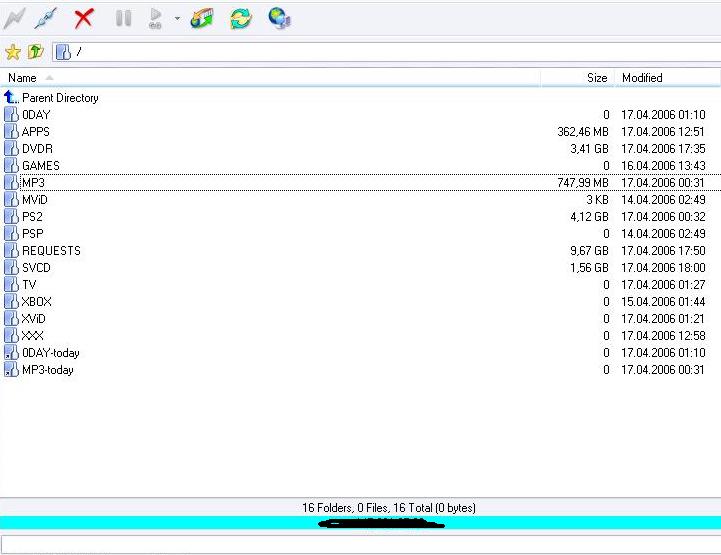 /
Name Size Modified
Parent Directory
0DAY 0 17.04.2006 01:10
APPS 362,46 MB 17.04.2006 12:51
DVDR 3,41 GB 17.04.2006 17:35
GAMES 0 16.04.2006 13:43
MP3 747,99 MB 17.04.2006 00:31
MViD 3 KB 14.04.2006 02:49
PS2 4,12 GB 17.04.2006 00:32
PSP 0 14.04.2006 02:49
REQUESTS 9,67 GB 17.04.2006 17:50
SVCD 1,56 GB 17.04.2006 18:00
TV 0 17.04.2006 01:27
XBOX 0 15.04.2006 01:44
XViD 0 17.04.2006 01:21
XXX 0 17.04.2006 12:58
0DAY-today 0 17.04.2006 01:10
MP3-today 0 17.04.2006 00:31
16 Folders, 0 Files, 16 Total (0 bytes)